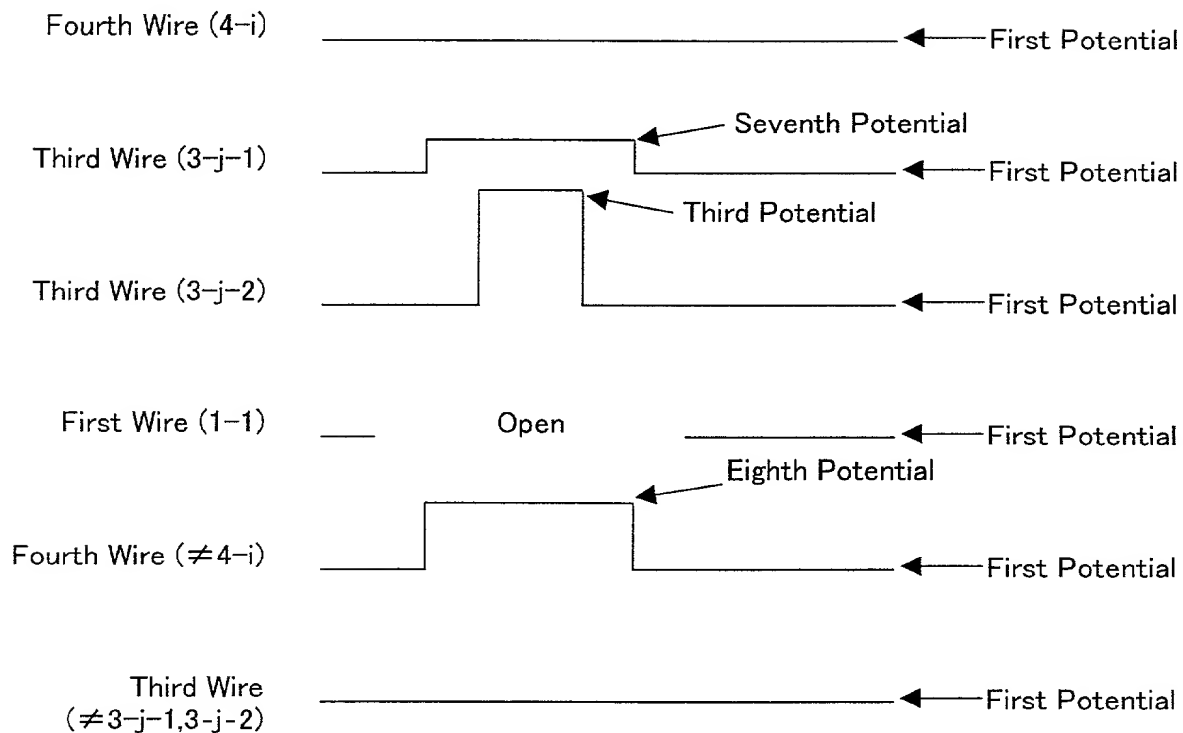 Fourth Wire (4-i)
First Potential
Seventh Potential
Third Wire (3-j-1)
First Potential
Third Potential
Third Wire (3-j-2)
First Potential
First Wire (1-1)
Open
First Potential
Eighth Potential
Fourth Wire (≠4-i)
First Potential
Third Wire
(≠3-j-1,3-j-2)
First Potential